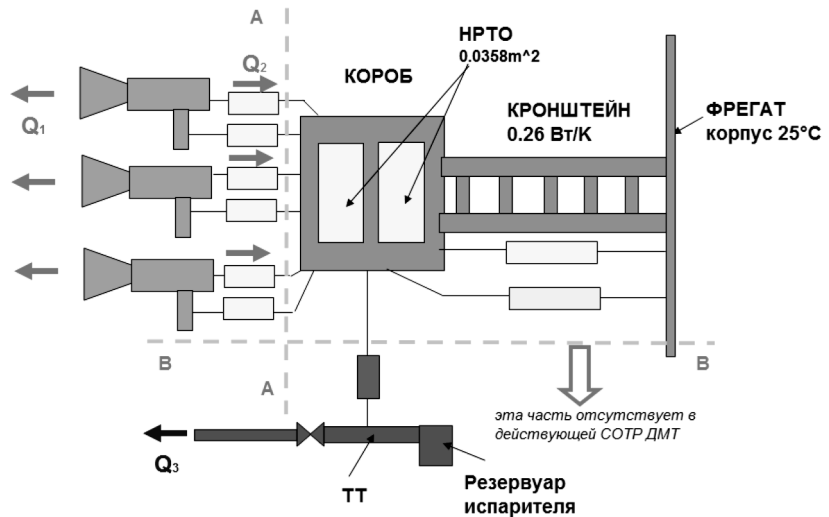 A
НРТО
0.0358m^2
Q2
КОРОБ
КРОНШТЕЙН
0.26 Вт/K
ФРЕГАТ
корпус 25°C
Q1
B
A
B
эта часть отсутствует в
действующей СОТР ДМТ
Q3
ТТ
Резервуар
испарителя